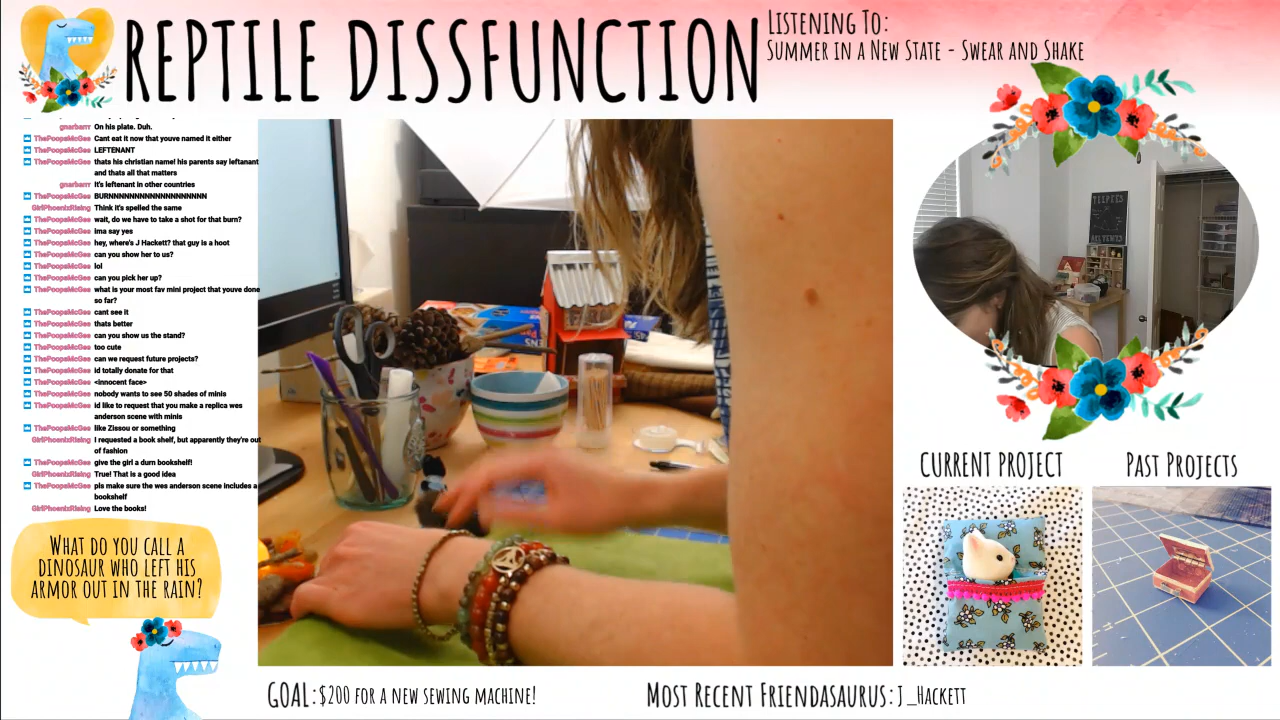 REPTILE DISSFUNCTION
Listening To:
Summer in a New State - Swear and Shake
gnarbarrr On his plate. Duh.
ThePoopsMcGee Cant eat it now that youve named it either
ThePoopsMcGee LEFTENANT
ThePoopsMcGee thats his christian name! his parents say leftanant
and thats all that matters
gnarbarrr It's leftenant in other countries
ThePoopsMcGee BURNNNNNNNNNNNNNNNNNNN
GirlPhoenixRising Think it's spelled the same
ThePoopsMcGee wait, do we have to take a shot for that burn?
ThePoopsMcGee ima say yes
ThePoopsMcGee hey, where's J Hackett? that guy is a hoot
ThePoopsMcGee can you show her to us?
ThePoopsMcGee lol
ThePoopsMcGee can you pick her up?
ThePoopsMcGee what is your most fav mini project that youve done
so far?
ThePoopsMcGee cant see it
ThePoopsMcGee thats better
ThePoopsMcGee can you show us the stand?
ThePoopsMcGee too cute
ThePoopsMcGee can we request future projects?
ThePoopsMcGee id totally donate for that
ThePoopsMcGee <innocent face>
ThePoopsMcGee nobody wants to see 50 shades of minis
ThePoopsMcGee id like to request that you make a replica wes
anderson scene with minis
ThePoopsMcGee like Zissou or something
GirlPhoenixRising I requested a book shelf, but apparently they're out
of fashion
ThePoopsMcGee give the girl a durn bookshelf!
GirlPhoenixRising True! That is a good idea
ThePoopsMcGee pls make sure the wes anderson scene includes a
bookshelf
GirlPhoenixRising Love the books!
What do you call a
dinosaur who left his
armor out in the rain?
Current Project
Past Projects
Goal: $200 for a new sewing machine!
Most Recent Friendasaurus: J_Hackett